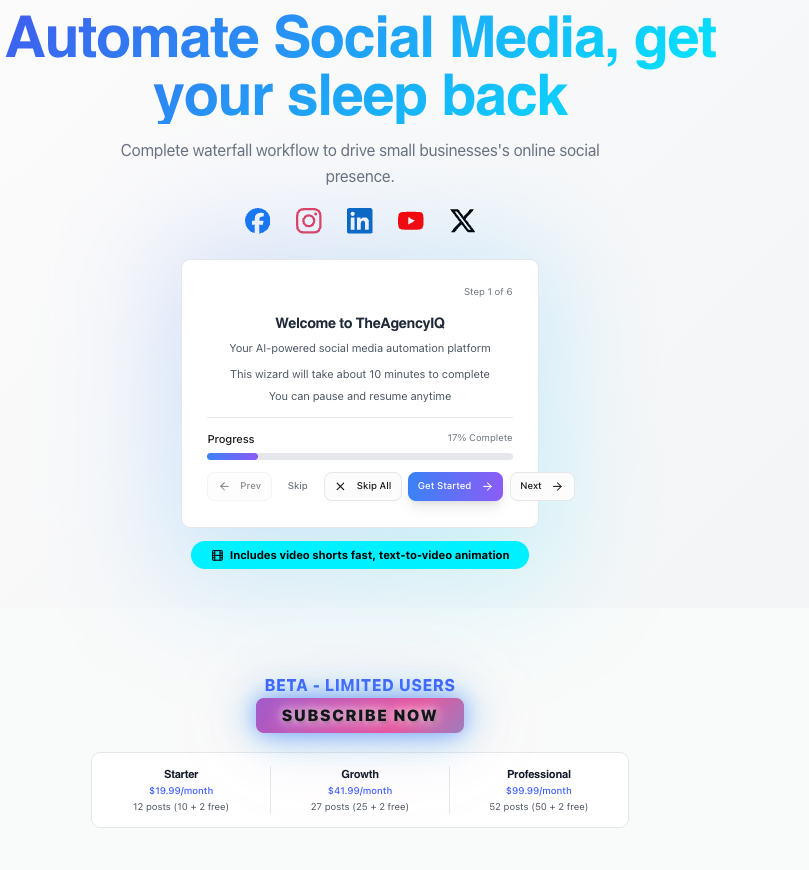 Automate Social Media, get
your sleep back
Complete waterfall workflow to drive small businesses's online social
presence.
Step 1 of 6
Welcome to TheAgencyIQ
Your AI-powered social media automation platform
This wizard will take about 10 minutes to complete
You can pause and resume anytime
Progress 17% Complete
Prev Skip Skip All Get Started Next
Includes video shorts fast, text-to-video animation
BETA - LIMITED USERS
SUBSCRIBE NOW
Starter Growth Professional
$19.99/month $41.99/month $99.99/month
12 posts (10 + 2 free) 27 posts (25 + 2 free) 52 posts (50 + 2 free)